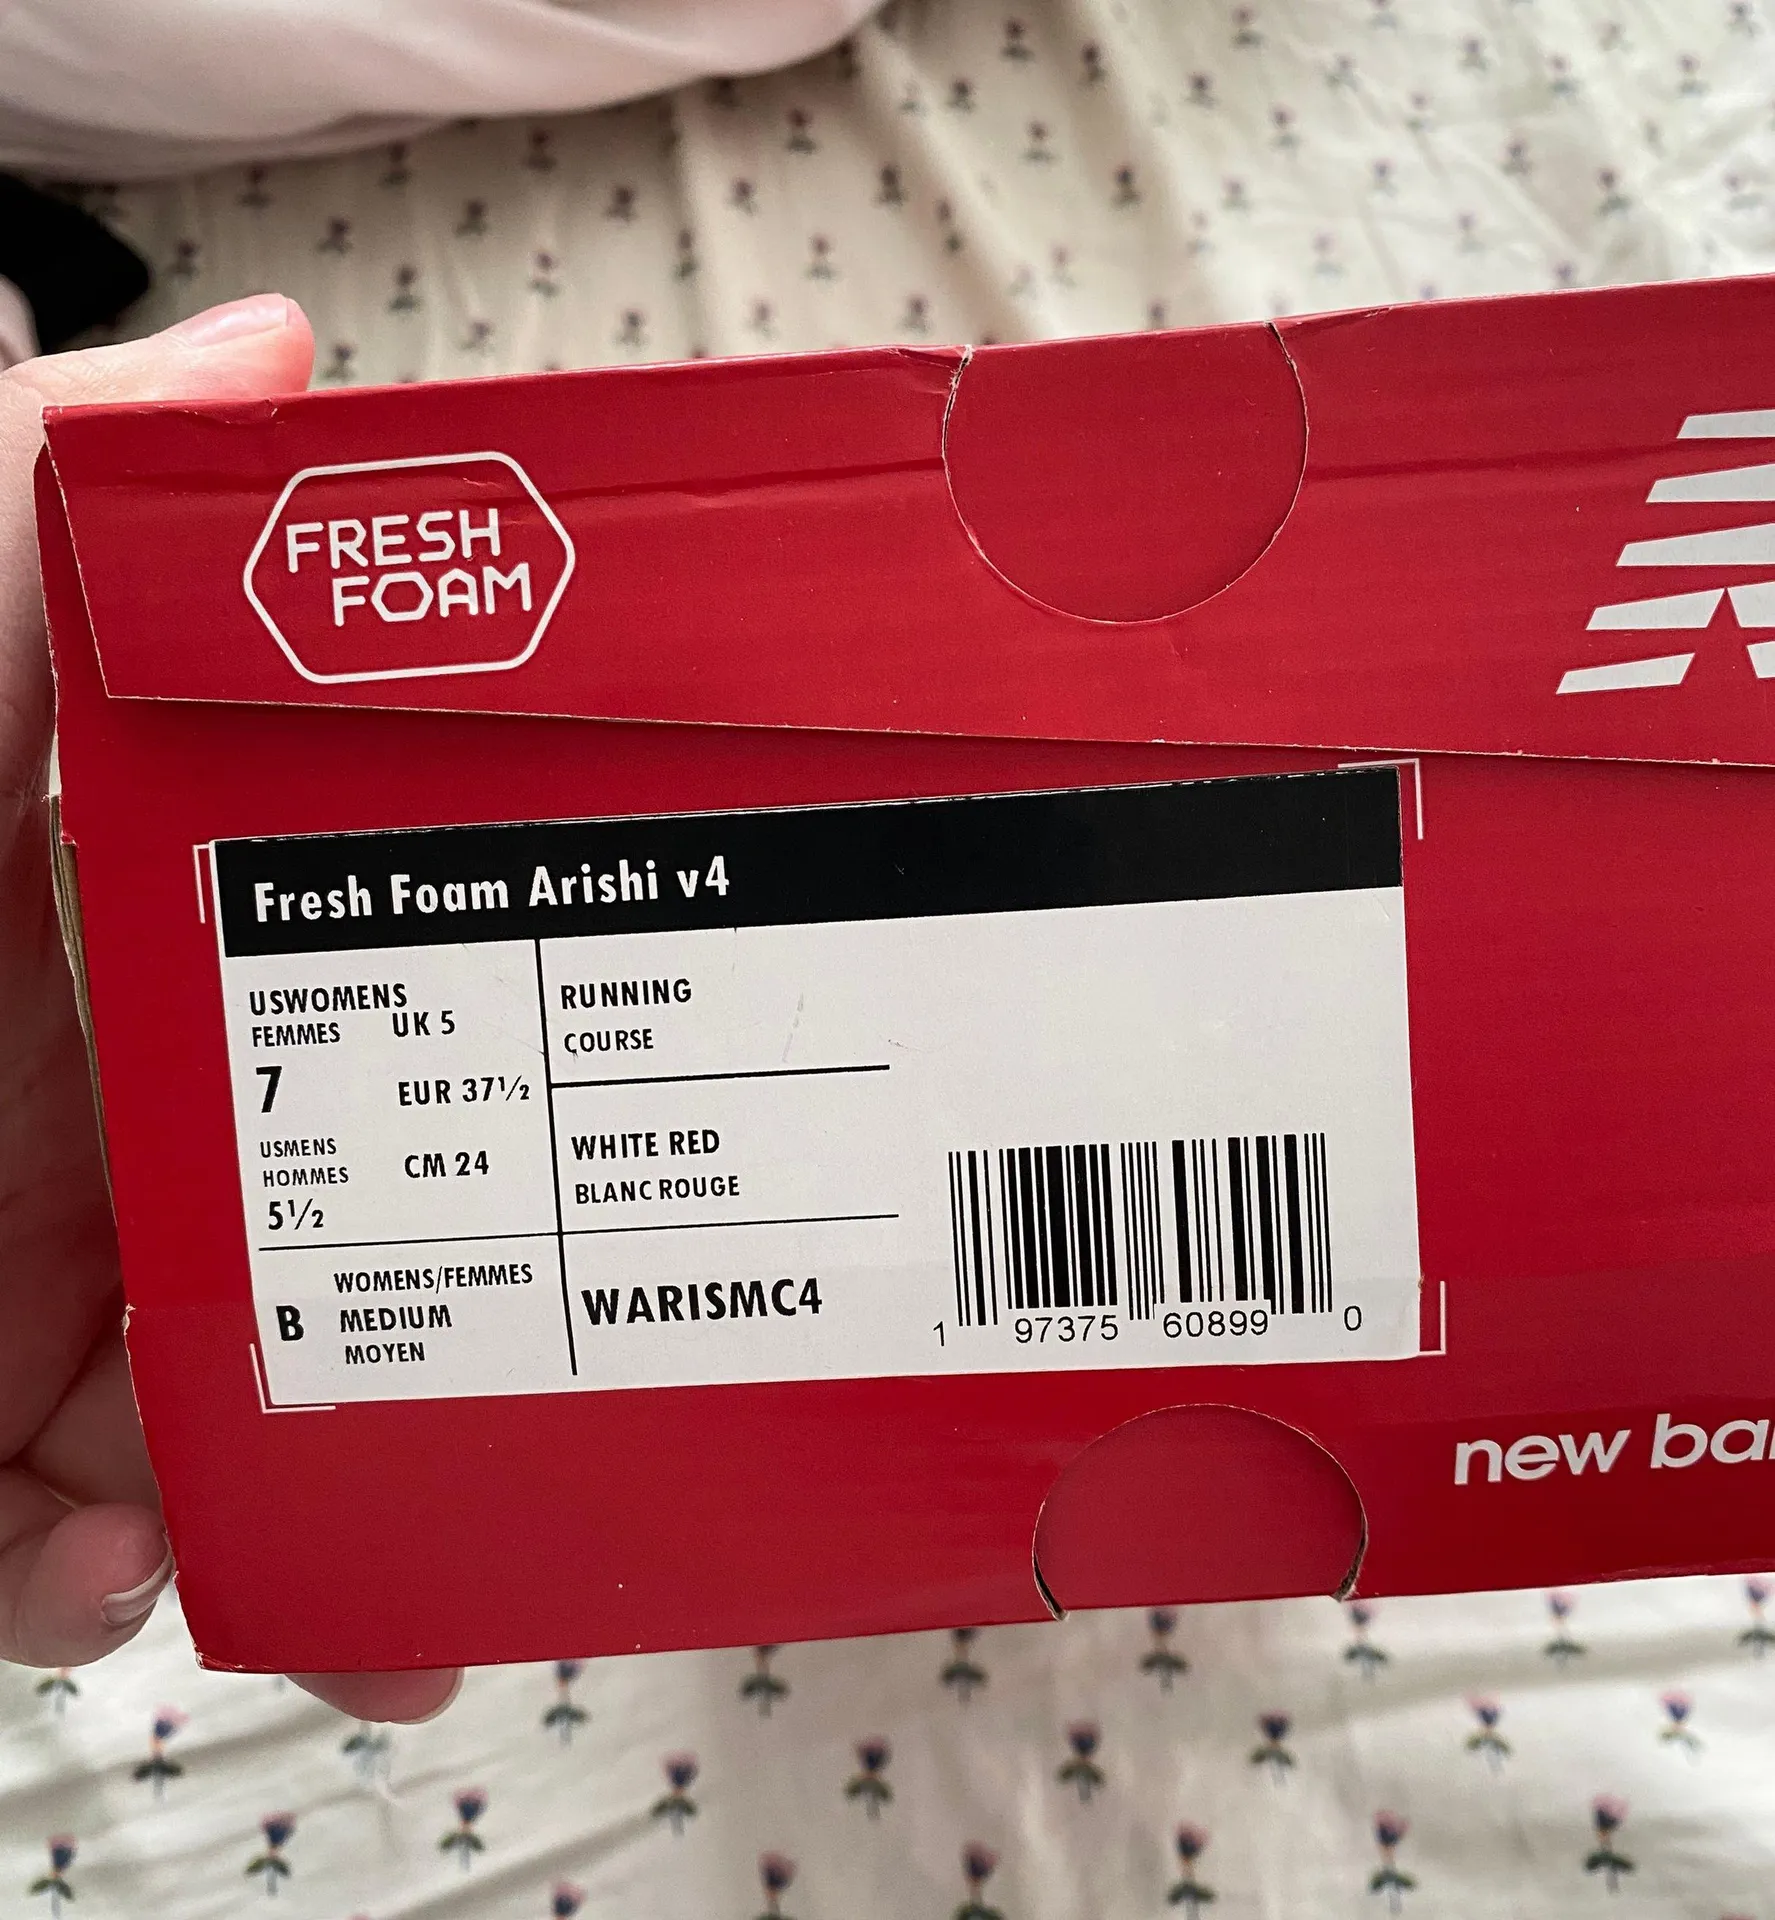 FRESH
FOAM
Fresh Foam Arishi v4
USWOMENS
FEMMES
7
UK 5
EUR 37½
USMENS
HOMMES
5½
CM 24
RUNNING
COURSE
WHITE RED
BLANC ROUGE
B
WOMENS/FEMMES
MEDIUM
MOYEN
WARISMC4
1 97375 60899 0
new bal